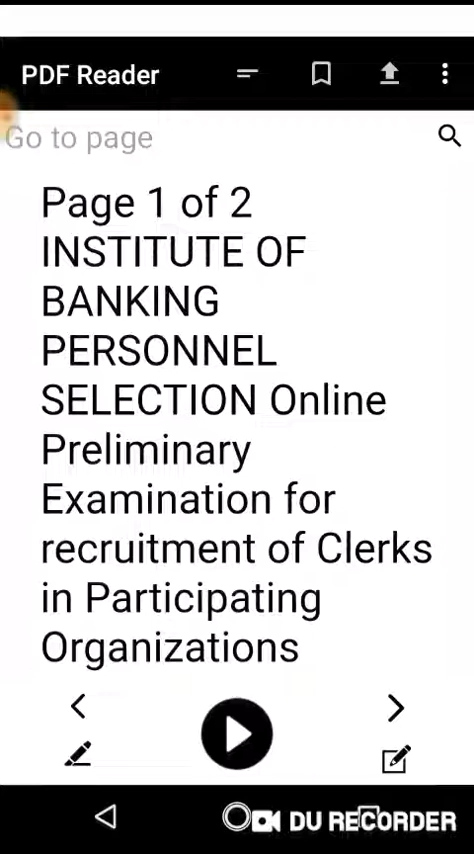 PDF Reader
Go to page
Page 1 of 2
INSTITUTE OF
BANKING
PERSONNEL
SELECTION Online
Preliminary
Examination for
recruitment of Clerks
in Participating
Organizations
DU RECORDER